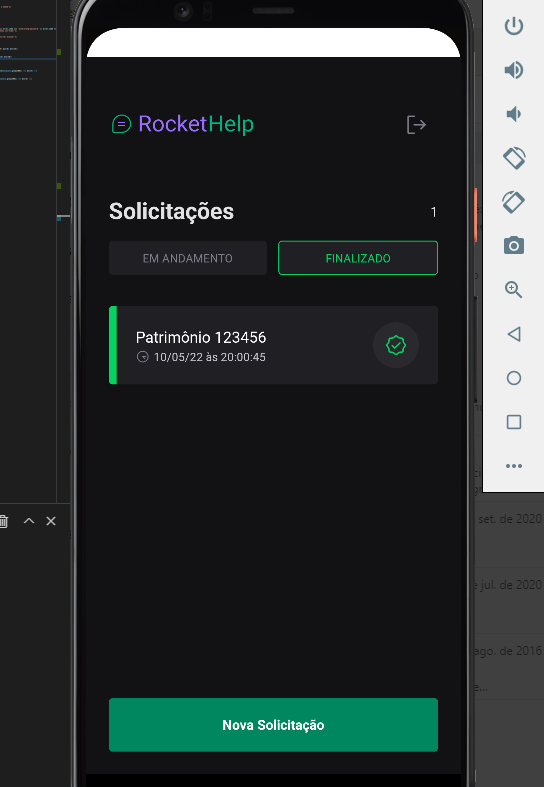 RocketHelp
Solicitações 1
EM ANDAMENTO FINALIZADO
Patrimônio 123456
10/05/22 às 20:00:45
Nova Solicitação
set. de 2020
jul. de 2020
ago. de 2016